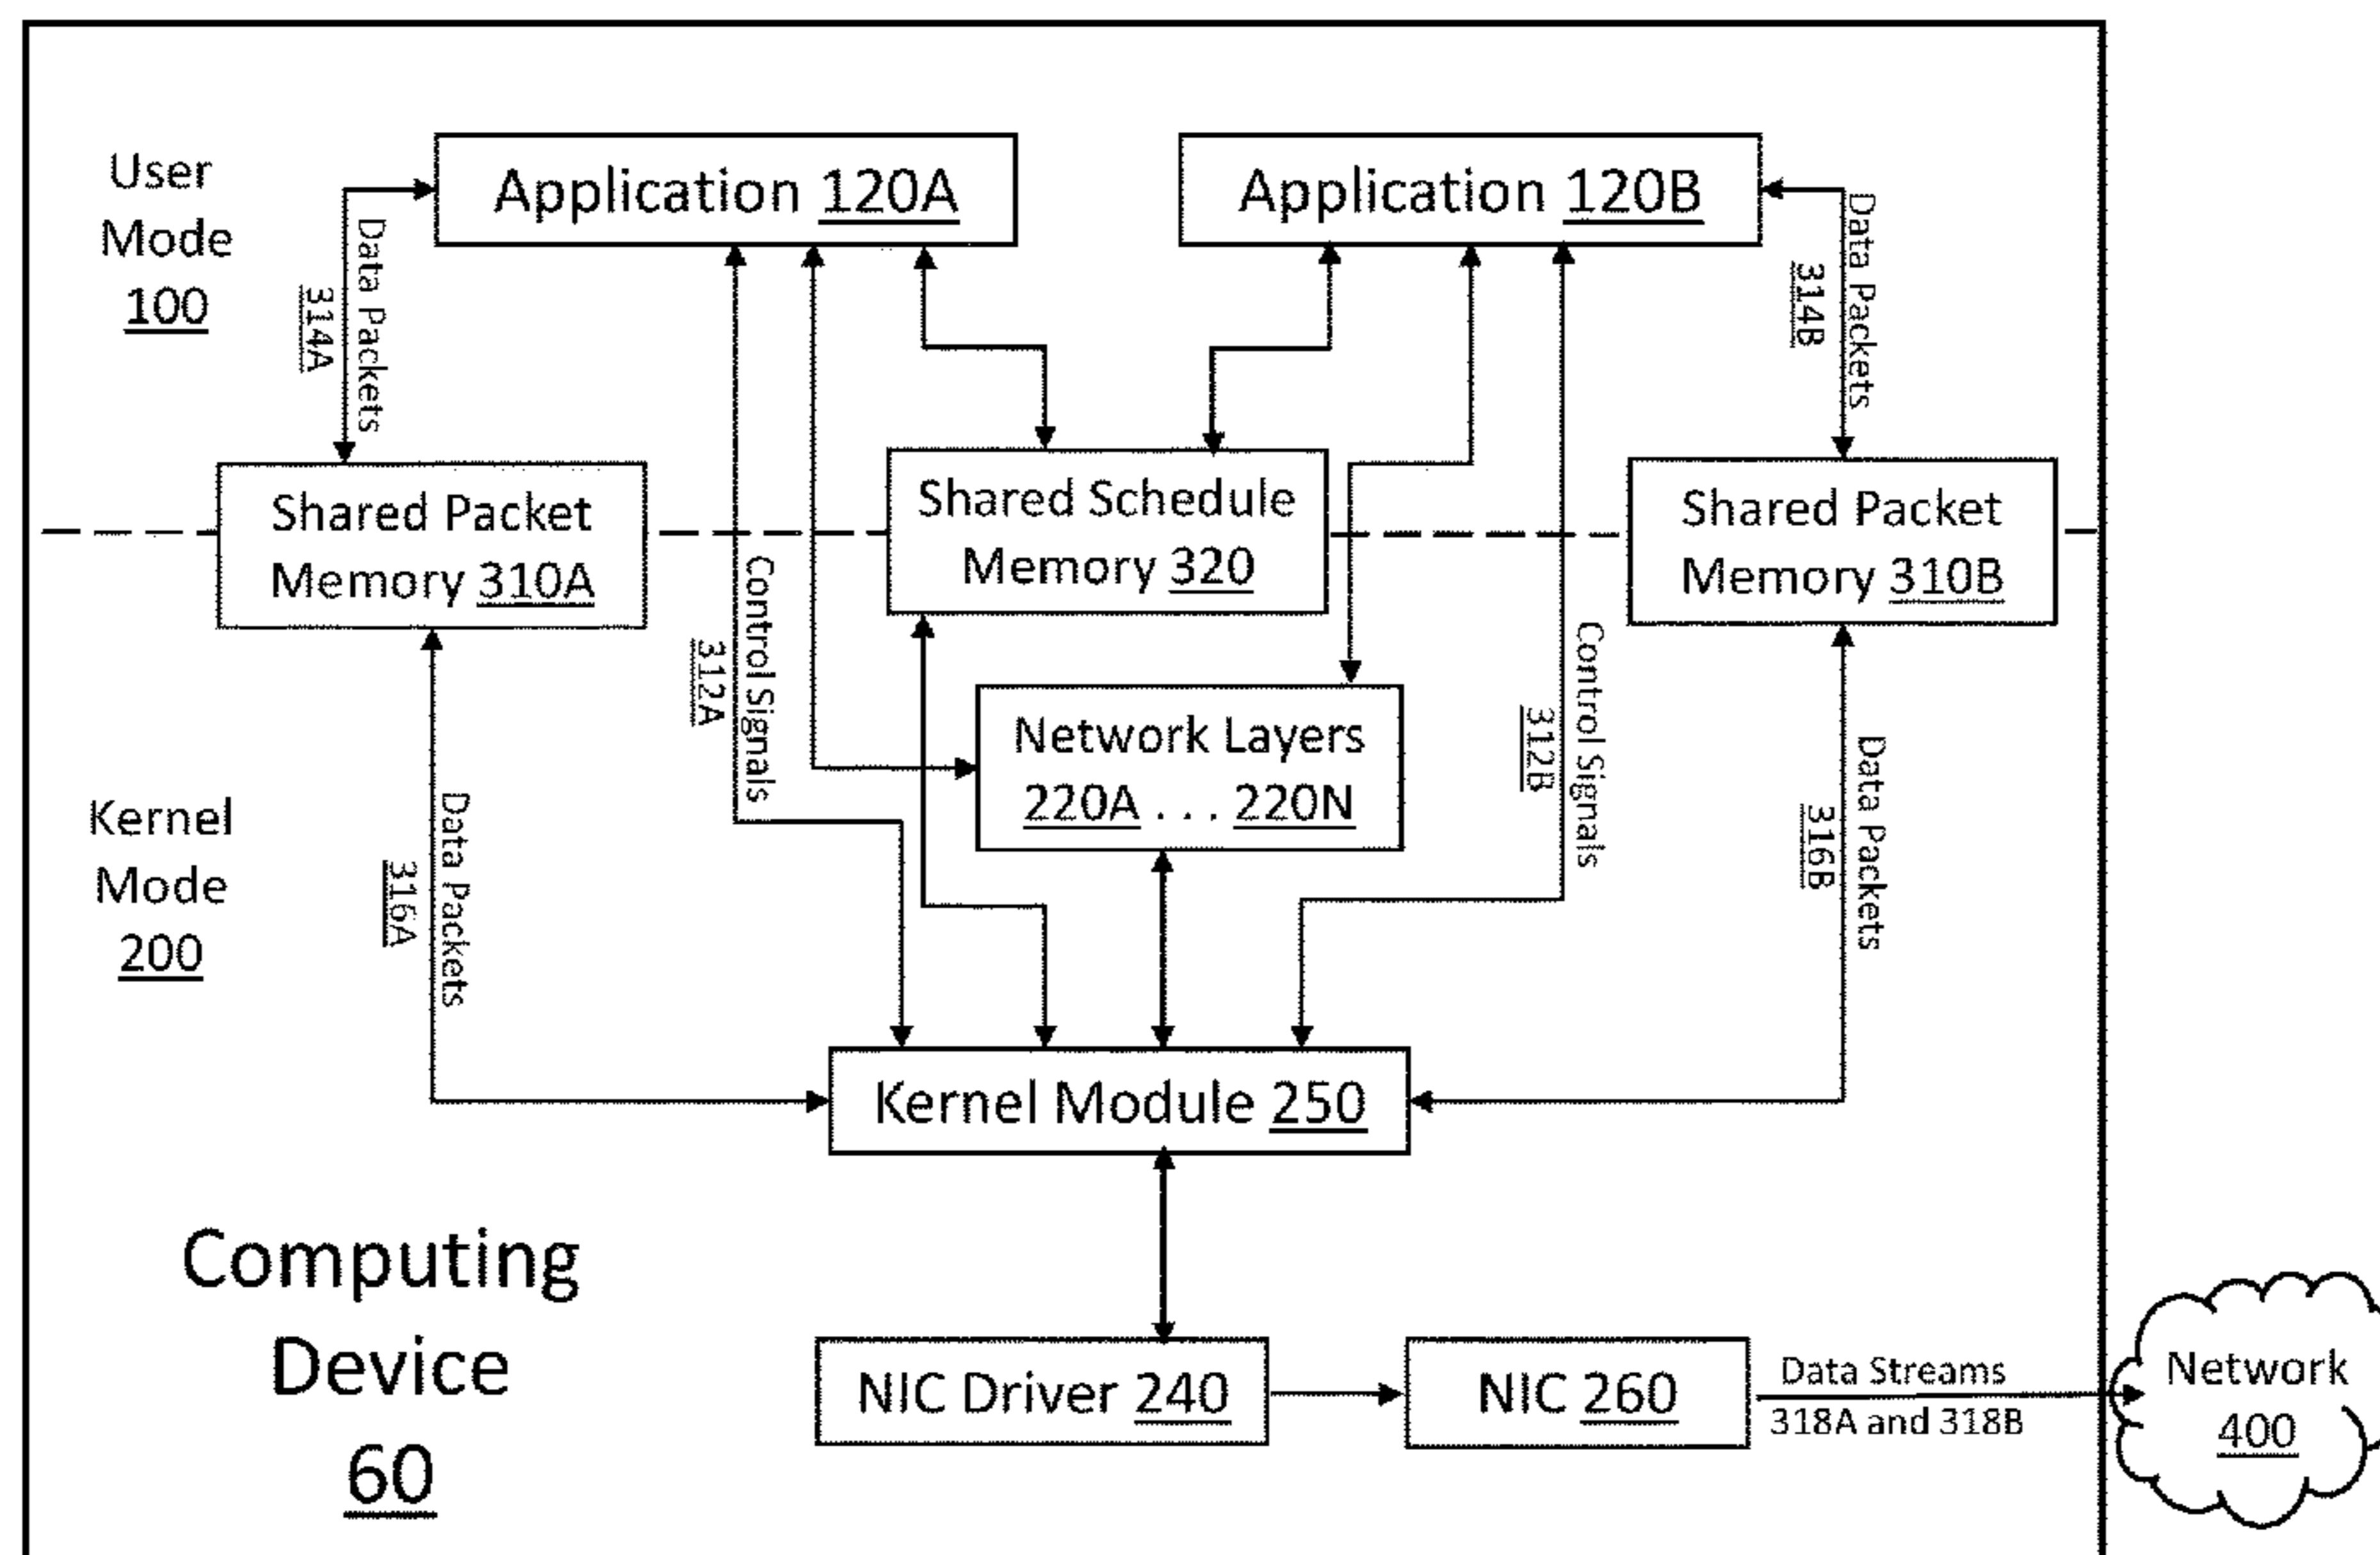 User
Mode
100
Application 120A
Application 120B
Data Packets
314A
Data Packets
314B
Shared Packet
Memory 310A
Shared Schedule
Memory 320
Shared Packet
Memory 310B
Control Signals
312A
Control Signals
312B
Network Layers
220A . . . 220N
Kernel
Mode
200
Data Packets
316A
Data Packets
316B
Kernel Module 250
Computing
Device
60
NIC Driver 240
NIC 260
Data Streams
318A and 318B
Network
400